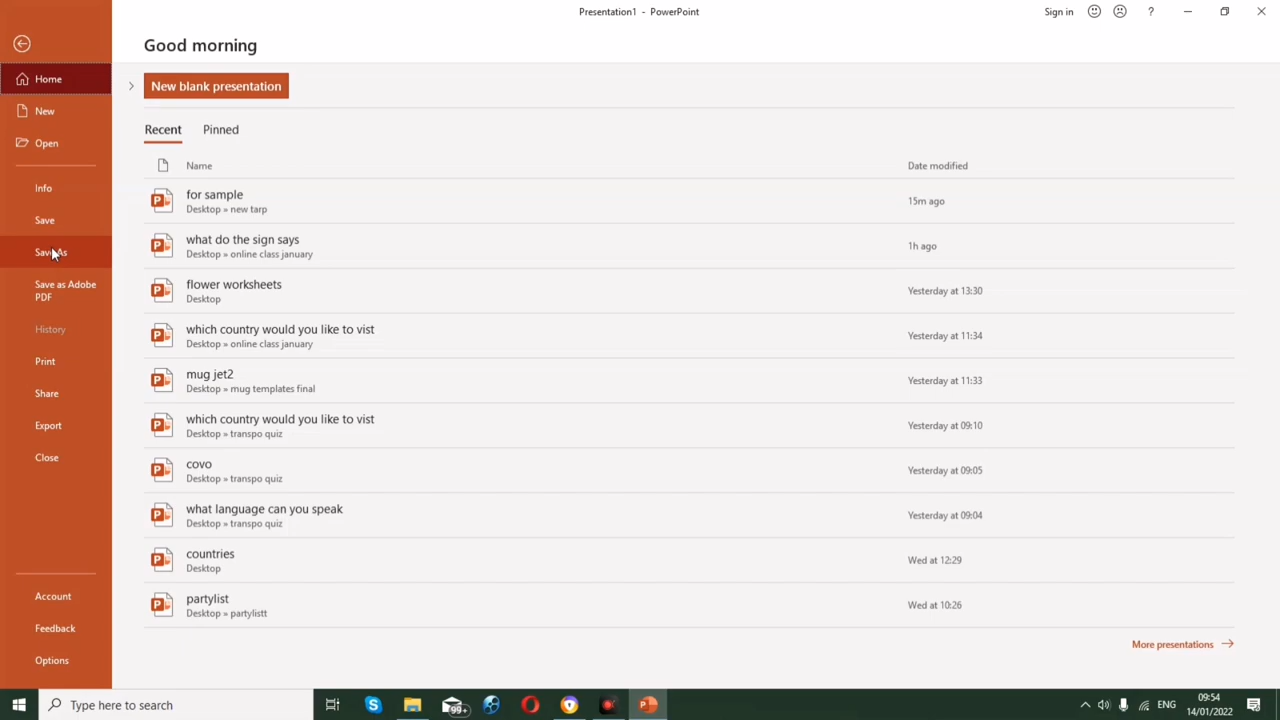 Presentation1 - PowerPoint
Sign in
?
Good morning
Home
New
Open
Info
Save
Save As
Save as Adobe
PDF
History
Print
Share
Export
Close
Account
Feedback
Options
New blank presentation
Recent Pinned
Name Date modified
for sample
Desktop » new tarp
15m ago
what do the sign says
Desktop » online class january
1h ago
flower worksheets
Desktop
Yesterday at 13:30
which country would you like to vist
Desktop » online class january
Yesterday at 11:34
mug jet2
Desktop » mug templates final
Yesterday at 11:33
which country would you like to vist
Desktop » transpo quiz
Yesterday at 09:10
covo
Desktop » transpo quiz
Yesterday at 09:05
what language can you speak
Desktop » transpo quiz
Yesterday at 09:04
countries
Desktop
Wed at 12:29
partylist
Desktop » partylistt
Wed at 10:26
More presentations
Type here to search
99+
ENG
09:54
14/01/2022